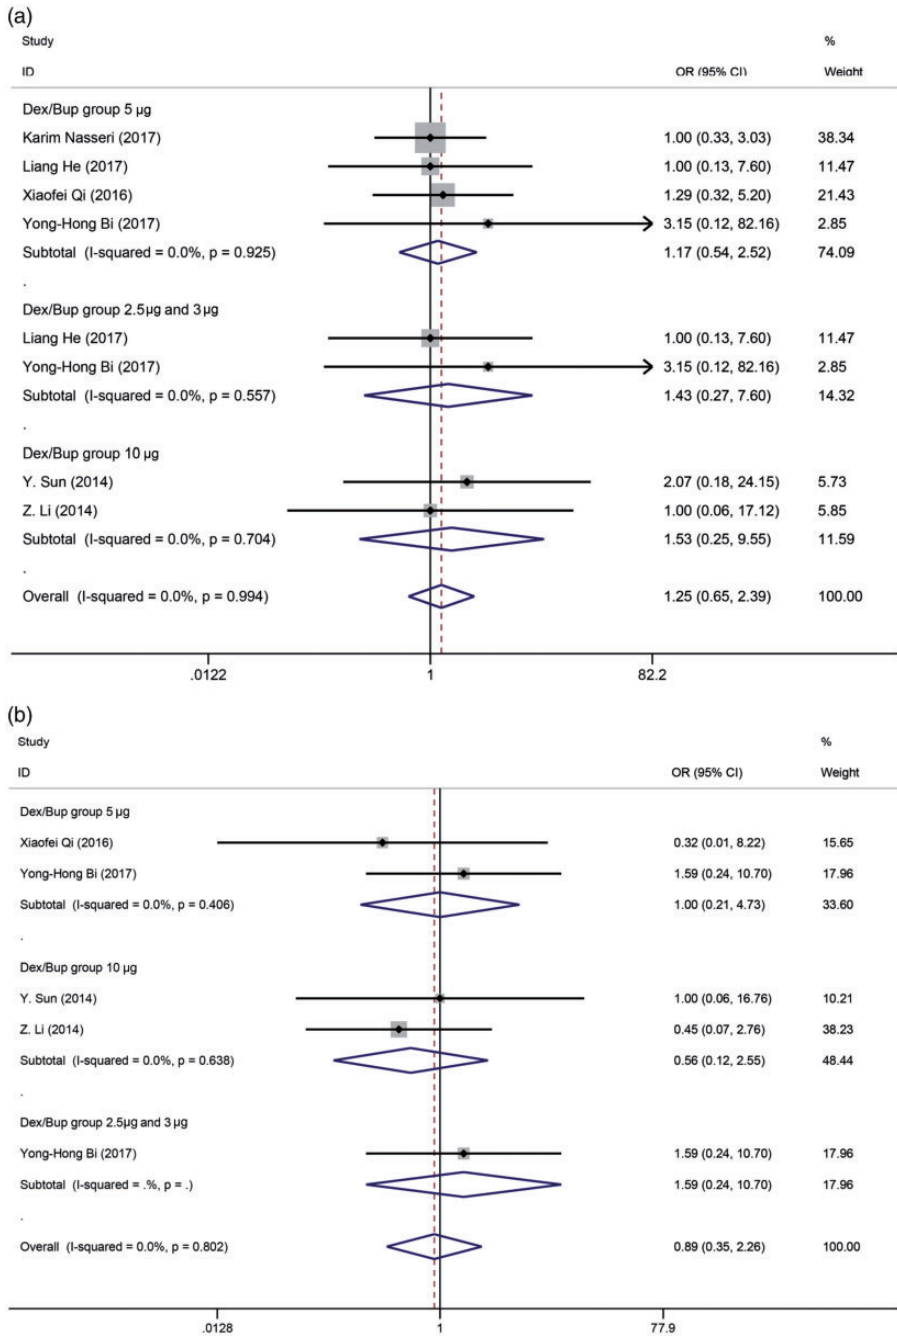 (a)
Study %
ID OR (95% CI) Weight
Dex/Bup group 5 µg
Karim Nasseri (2017) 1.00 (0.33, 3.03) 38.34
Liang He (2017) 1.00 (0.13, 7.60) 11.47
Xiaofei Qi (2016) 1.29 (0.32, 5.20) 21.43
Yong-Hong Bi (2017) 3.15 (0.12, 82.16) 2.85
Subtotal (I-squared = 0.0%, p = 0.925) 1.17 (0.54, 2.52) 74.09
.
Dex/Bup group 2.5µg and 3µg
Liang He (2017) 1.00 (0.13, 7.60) 11.47
Yong-Hong Bi (2017) 3.15 (0.12, 82.16) 2.85
Subtotal (I-squared = 0.0%, p = 0.557) 1.43 (0.27, 7.60) 14.32
.
Dex/Bup group 10 µg
Y. Sun (2014) 2.07 (0.18, 24.15) 5.73
Z. Li (2014) 1.00 (0.06, 17.12) 5.85
Subtotal (I-squared = 0.0%, p = 0.704) 1.53 (0.25, 9.55) 11.59
.
Overall (I-squared = 0.0%, p = 0.994) 1.25 (0.65, 2.39) 100.00
.0122 1 82.2
(b)
Study %
ID OR (95% CI) Weight
Dex/Bup group 5 µg
Xiaofei Qi (2016) 0.32 (0.01, 8.22) 15.65
Yong-Hong Bi (2017) 1.59 (0.24, 10.70) 17.96
Subtotal (I-squared = 0.0%, p = 0.406) 1.00 (0.21, 4.73) 33.60
.
Dex/Bup group 10 µg
Y. Sun (2014) 1.00 (0.06, 16.76) 10.21
Z. Li (2014) 0.45 (0.07, 2.76) 38.23
Subtotal (I-squared = 0.0%, p = 0.638) 0.56 (0.12, 2.55) 48.44
.
Dex/Bup group 2.5µg and 3 µg
Yong-Hong Bi (2017) 1.59 (0.24, 10.70) 17.96
Subtotal (I-squared = .%, p = .) 1.59 (0.24, 10.70) 17.96
.
Overall (I-squared = 0.0%, p = 0.802) 0.89 (0.35, 2.26) 100.00
.0128 1 77.9